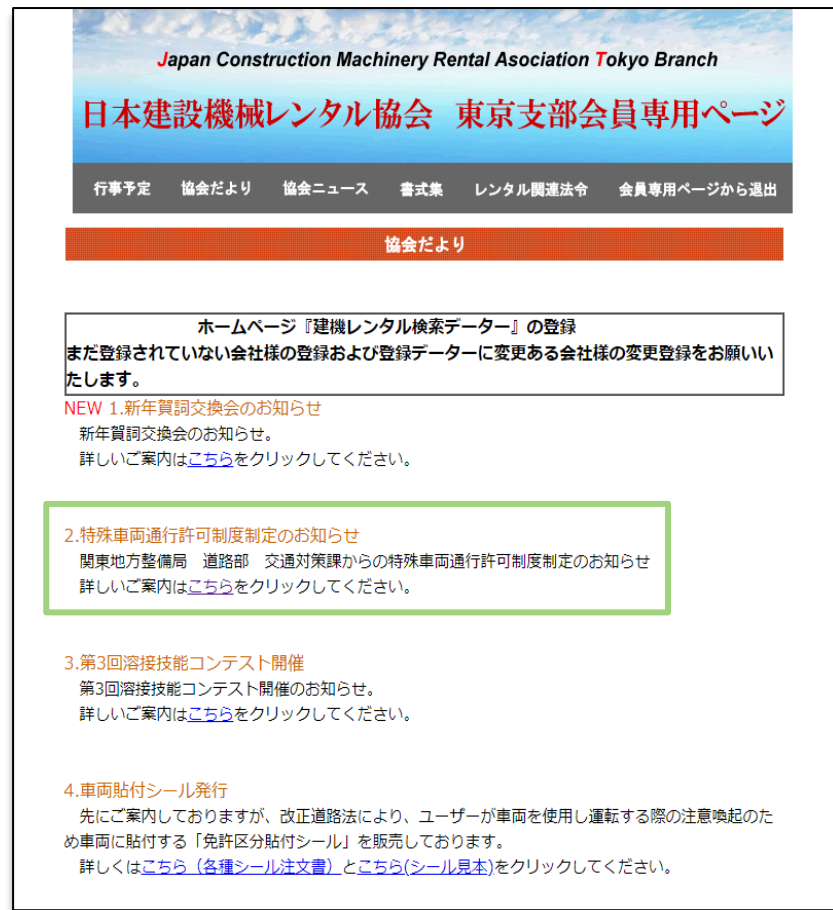 Japan Construction Machinery Rental Asociation Tokyo Branch
日本建設機械レンタル協会 東京支部会員専用ページ
行事予定 協会だより 協会ニュース 書式集 レンタル関連法令 会員専用ページから退出
協会だより
ホームページ『建機レンタル検索データー』の登録
まだ登録されていない会社様の登録および登録データーに変更ある会社様の変更登録をお願いい
たします。
NEW 1.新年賀詞交換会のお知らせ
新年賀詞交換会のお知らせ。
詳しいご案内はこちらをクリックしてください。
2.特殊車両通行許可制度制定のお知らせ
関東地方整備局 道路部 交通対策課からの特殊車両通行許可制度制定のお知らせ
詳しいご案内はこちらをクリックしてください。
3.第3回溶接技能コンテスト開催
第3回溶接技能コンテスト開催のお知らせ。
詳しいご案内はこちらをクリックしてください。
4.車両貼付シール発行
先にご案内しておりますが、改正道路法により、ユーザーが車両を使用し運転する際の注意喚起のた
め車両に貼付する「免許区分貼付シール」を販売しております。
詳しくはこちら（各種シール注文書）とこちら(シール見本)をクリックしてください。